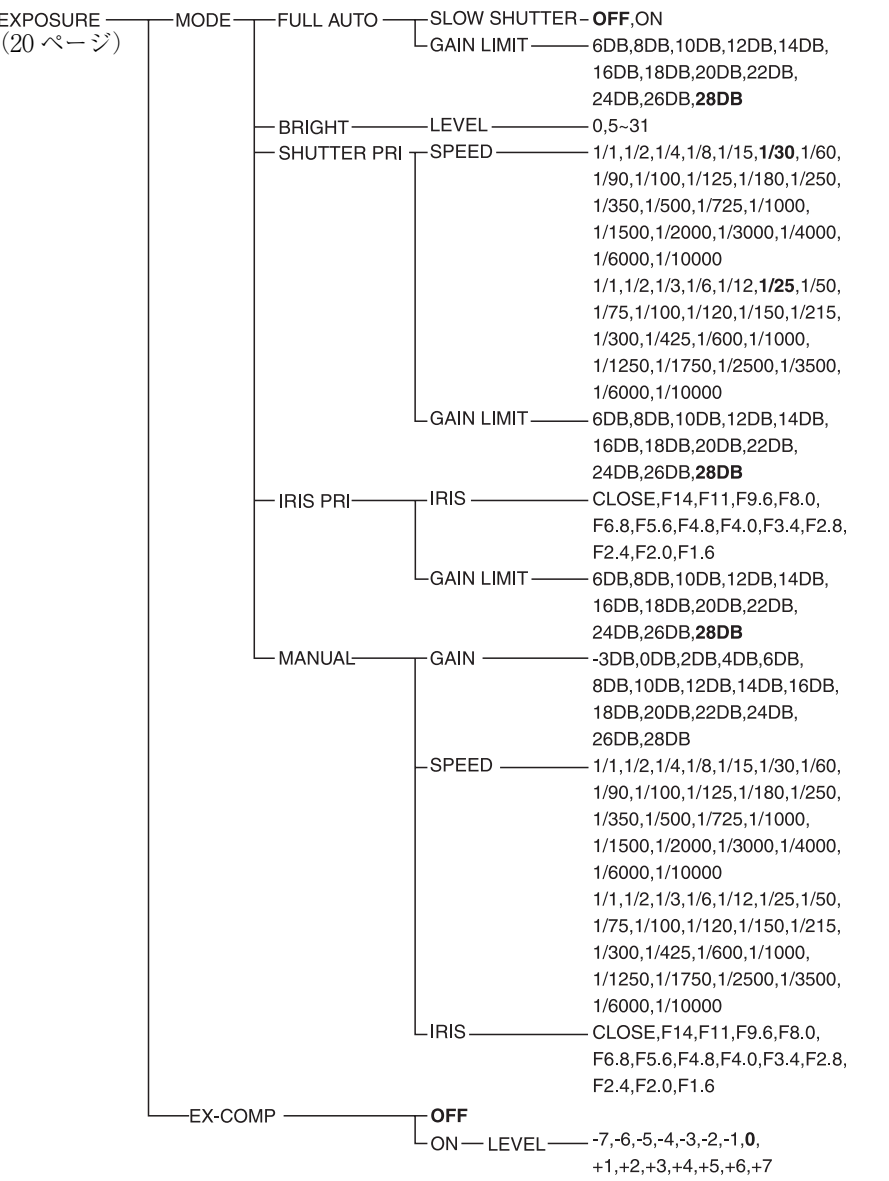 EXPOSURE MODE FULL AUTO SLOW SHUTTER OFF,ON
(20 ページ) GAIN LIMIT 6DB,8DB,10DB,12DB,14DB,
16DB,18DB,20DB,22DB,
24DB,26DB,28DB
BRIGHT LEVEL 0,5~31
SHUTTER PRI SPEED 1/1,1/2,1/4,1/8,1/15,1/30,1/60,
1/90,1/100,1/125,1/180,1/250,
1/350,1/500,1/725,1/1000,
1/1500,1/2000,1/3000,1/4000,
1/6000,1/10000
1/1,1/2,1/3,1/6,1/12,1/25,1/50,
1/75,1/100,1/120,1/150,1/215,
1/300,1/425,1/600,1/1000,
1/1250,1/1750,1/2500,1/3500,
1/6000,1/10000
GAIN LIMIT 6DB,8DB,10DB,12DB,14DB,
16DB,18DB,20DB,22DB,
24DB,26DB,28DB
IRIS PRI IRIS CLOSE,F14,F11,F9.6,F8.0,
F6.8,F5.6,F4.8,F4.0,F3.4,F2.8,
F2.4,F2.0,F1.6
GAIN LIMIT 6DB,8DB,10DB,12DB,14DB,
16DB,18DB,20DB,22DB,
24DB,26DB,28DB
MANUAL GAIN -3DB,0DB,2DB,4DB,6DB,
8DB,10DB,12DB,14DB,16DB,
18DB,20DB,22DB,24DB,
26DB,28DB
SPEED 1/1,1/2,1/4,1/8,1/15,1/30,1/60,
1/90,1/100,1/125,1/180,1/250,
1/350,1/500,1/725,1/1000,
1/1500,1/2000,1/3000,1/4000,
1/6000,1/10000
1/1,1/2,1/3,1/6,1/12,1/25,1/50,
1/75,1/100,1/120,1/150,1/215,
1/300,1/425,1/600,1/1000,
1/1250,1/1750,1/2500,1/3500,
1/6000,1/10000
IRIS CLOSE,F14,F11,F9.6,F8.0,
F6.8,F5.6,F4.8,F4.0,F3.4,F2.8,
F2.4,F2.0,F1.6
EX-COMP OFF
ON LEVEL -7,-6,-5,-4,-3,-2,-1,0,
+1,+2,+3,+4,+5,+6,+7